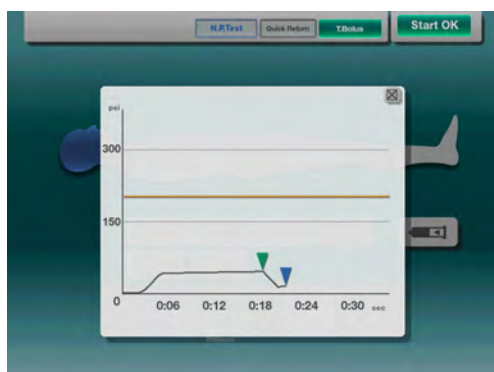 N.P.Test Quick Return T.Bolus Start OK
psi
300
150
0 0:06 0:12 0:18 0:24 0:30 sec